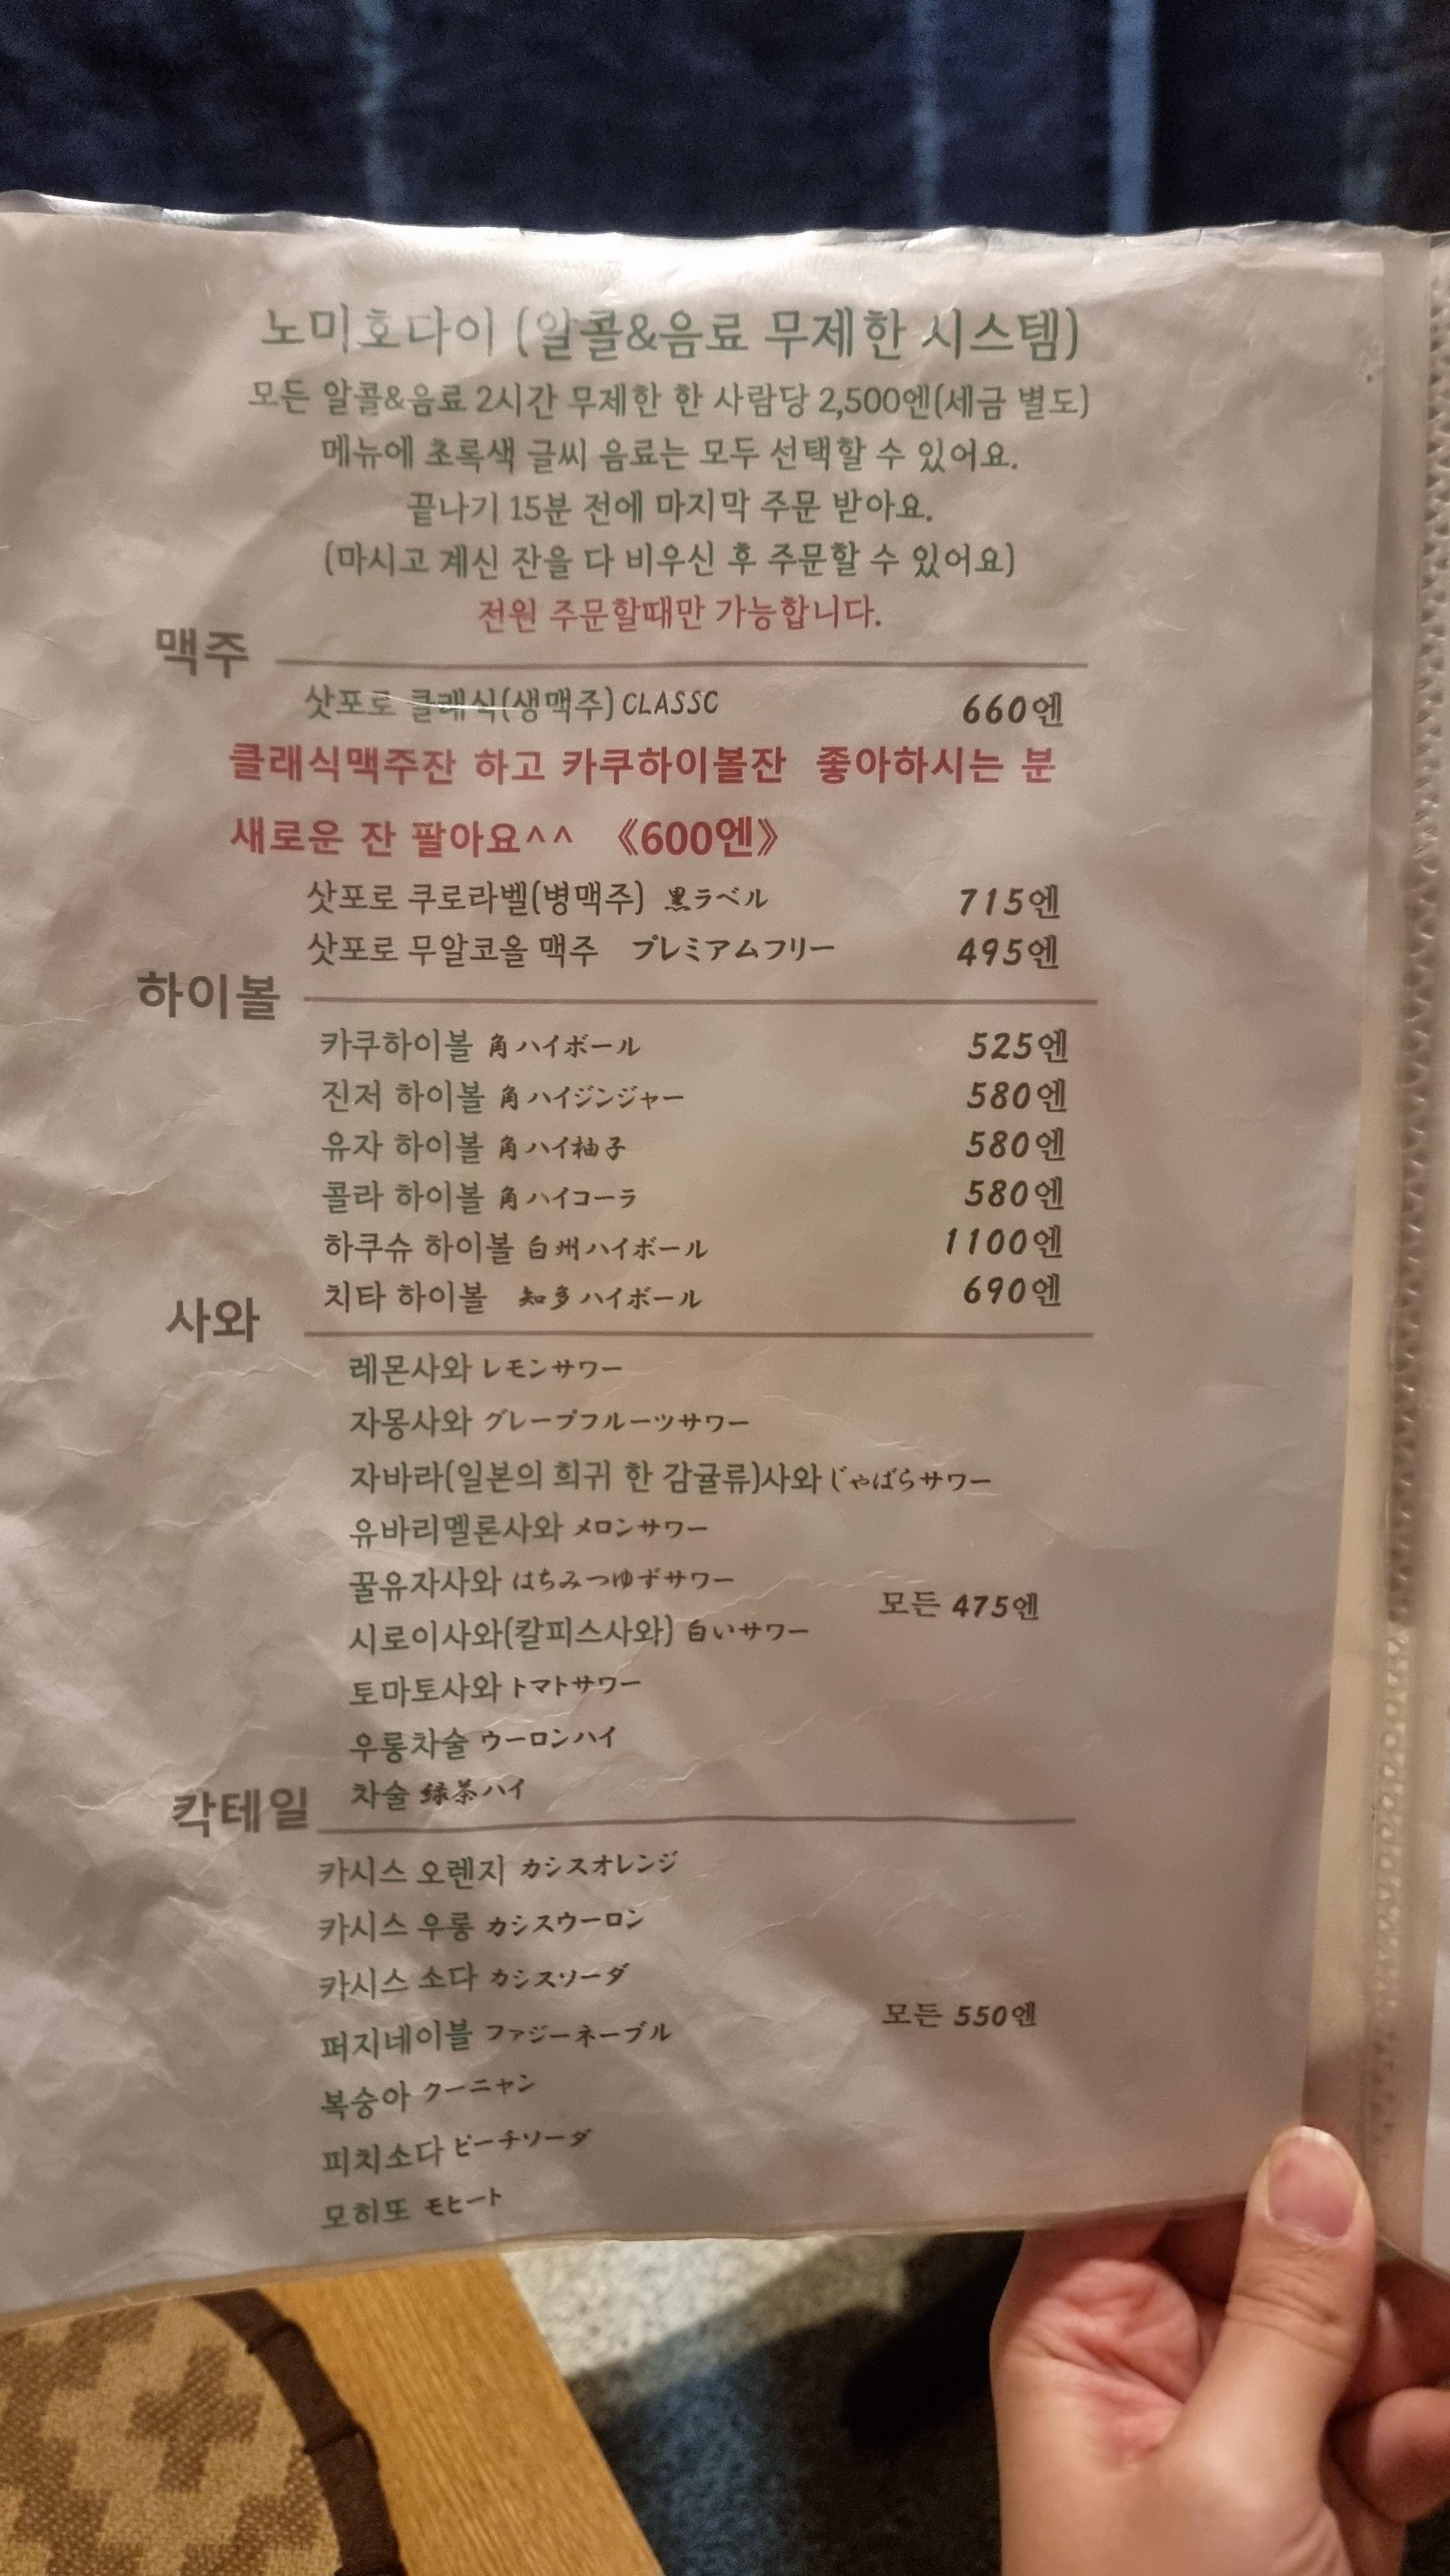 노미호다이 (알콜&음료 무제한 시스템)
모든 알콜&음료 2시간 무제한 한 사람당 2,500엔(세금 별도)
메뉴에 초록색 글씨 음료는 모두 선택할 수 있어요.
끝나기 15분 전에 마지막 주문 받아요.
(마시고 계신 잔을 다 비우신 후 주문할 수 있어요)
전원 주문할때만 가능합니다.
맥주
삿포로 클래식(생맥주) CLASSC 660엔
클래식맥주잔 하고 카쿠하이볼잔 좋아하시는 분
새로운 잔 팔아요^^ 《600엔》
삿포로 쿠로라벨(병맥주) 黒ラベル 715엔
삿포로 무알코올 맥주 プレミアムフリー 495엔
하이볼
카쿠하이볼 角ハイボール 525엔
진저 하이볼 角ハイジンジャー 580엔
유자 하이볼 角ハイ柚子 580엔
콜라 하이볼 角ハイコーラ 580엔
하쿠슈 하이볼 白州ハイボール 1100엔
치타 하이볼 知多ハイボール 690엔
사와
레몬사와 レモンサワー
자몽사와 グレープフルーツサワー
자바라(일본의 희귀 한 감귤류)사와 じゃばらサワー
유바리멜론사와 メロンサワー
꿀유자사와 はちみつゆずサワー
모든 475엔
시로이사와(칼피스사와) 白いサワー
토마토사와 トマトサワー
우롱차술 ウーロンハイ
차술 緑茶ハイ
칵테일
카시스 오렌지 カシスオレンジ
카시스 우롱 カシスウーロン
카시스 소다 カシスソーダ
모든 550엔
퍼지네이블 ファジーネーブル
복숭아 クーニャン
피치소다 ピーチソーダ
모히또 モヒート